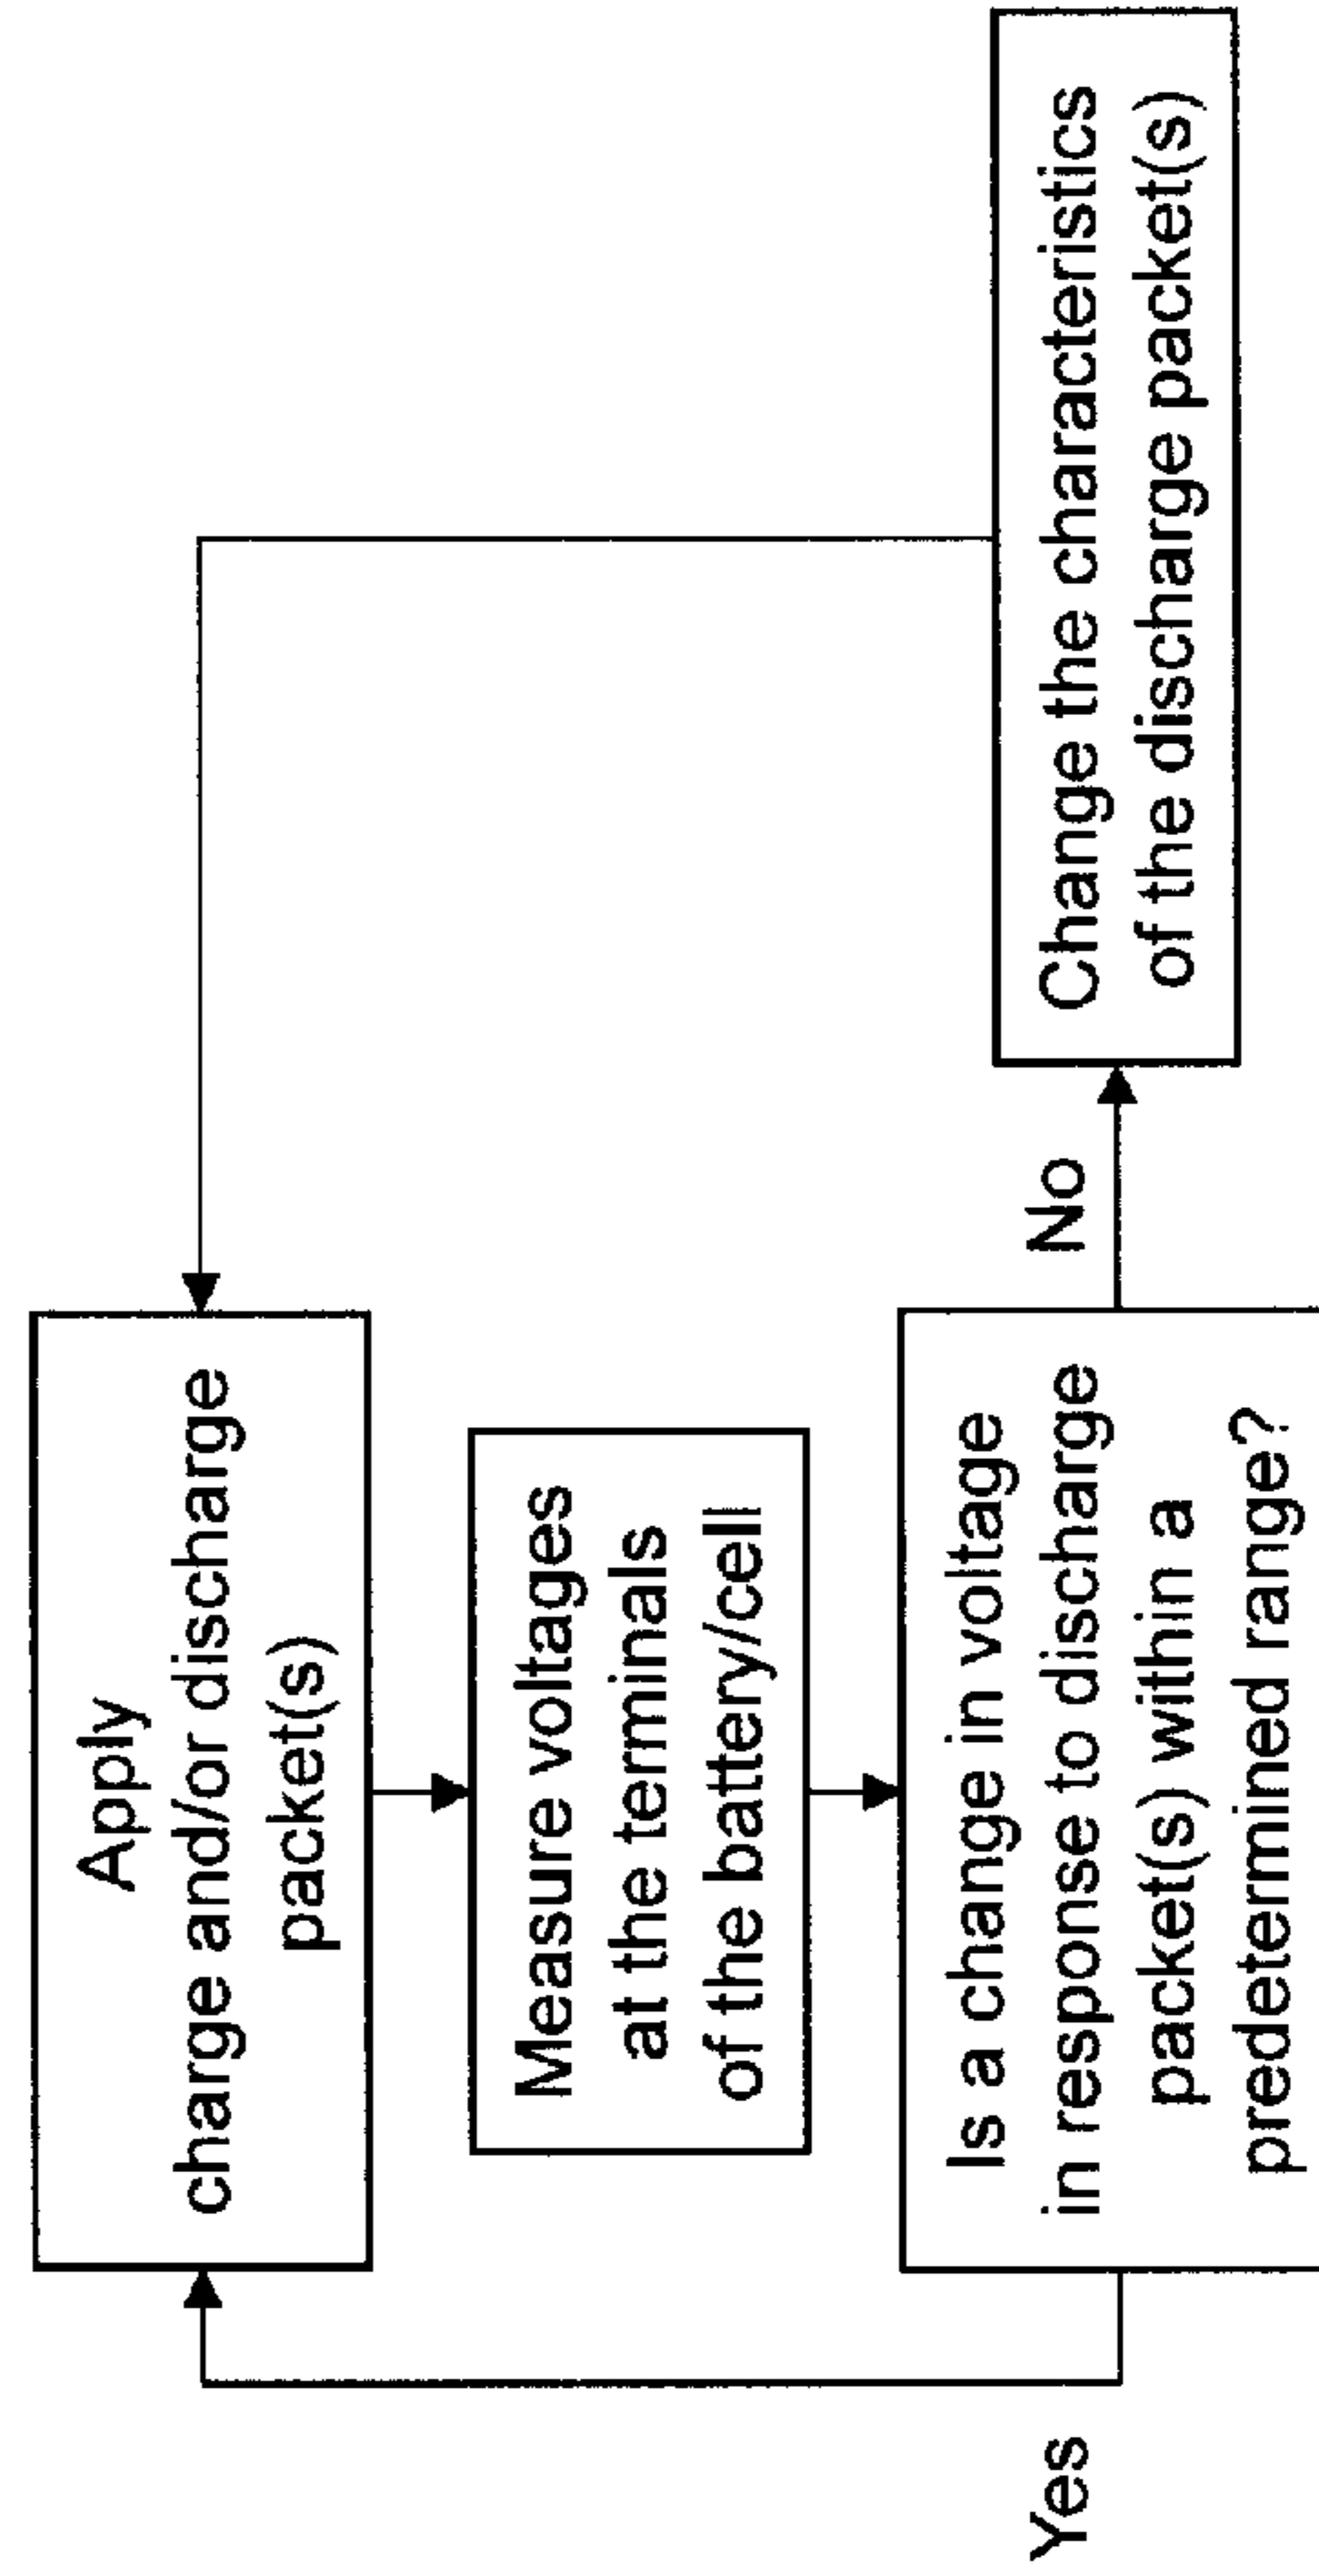 Apply
charge and/or discharge
packet(s)
Measure voltages
at the terminals
of the battery/cell
Is a change in voltage
in response to discharge
packet(s) within a
predetermined range?
Yes
No
Change the characteristics
of the discharge packet(s)